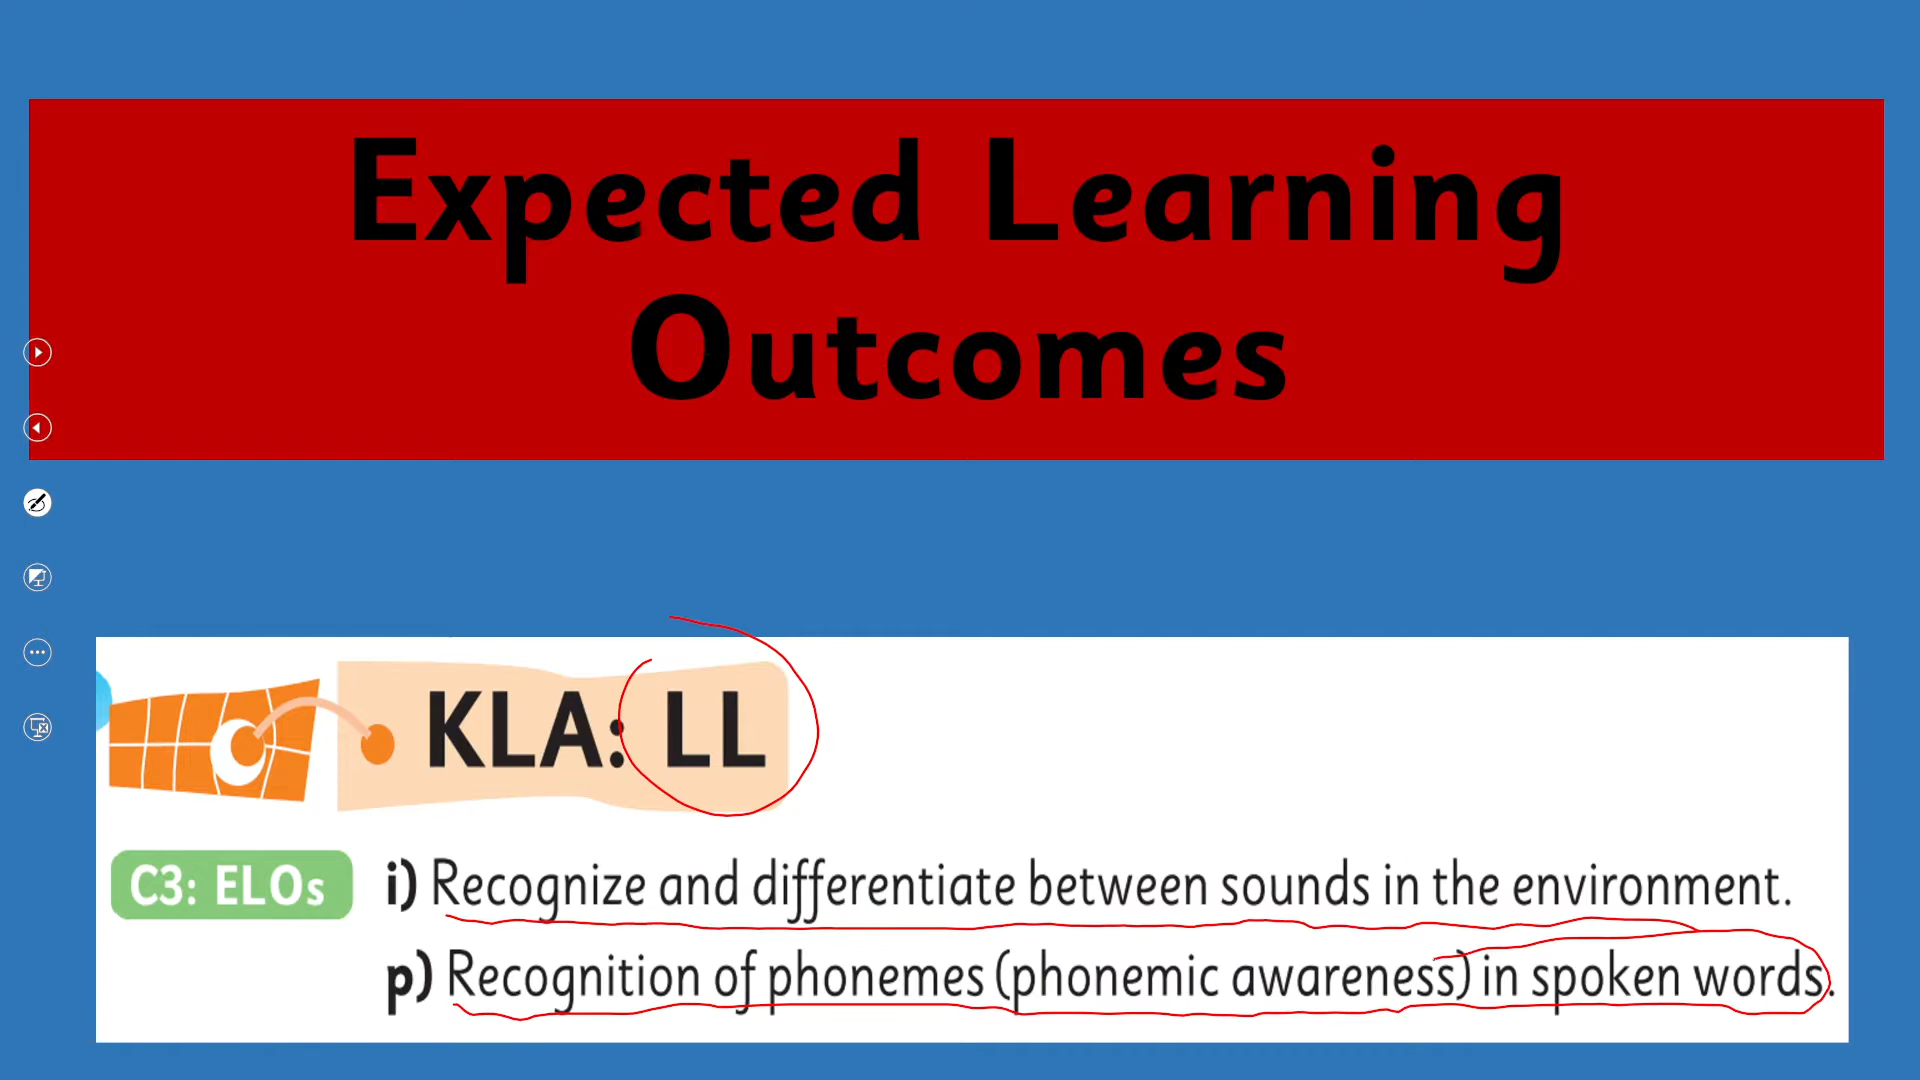 Expected Learning
Outcomes
KLA: LL
C3: ELOs i) Recognize and differentiate between sounds in the environment.
p) Recognition of phonemes (phonemic awareness) in spoken words.